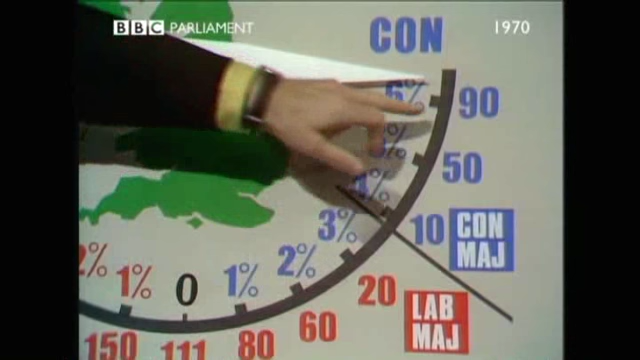 BBC PARLIAMENT
1970
CON
6%
90
50
4%
3%
10
CON
MAJ
2%
1%
0
1%
2%
20
LAB
MAJ
150
111
80
60